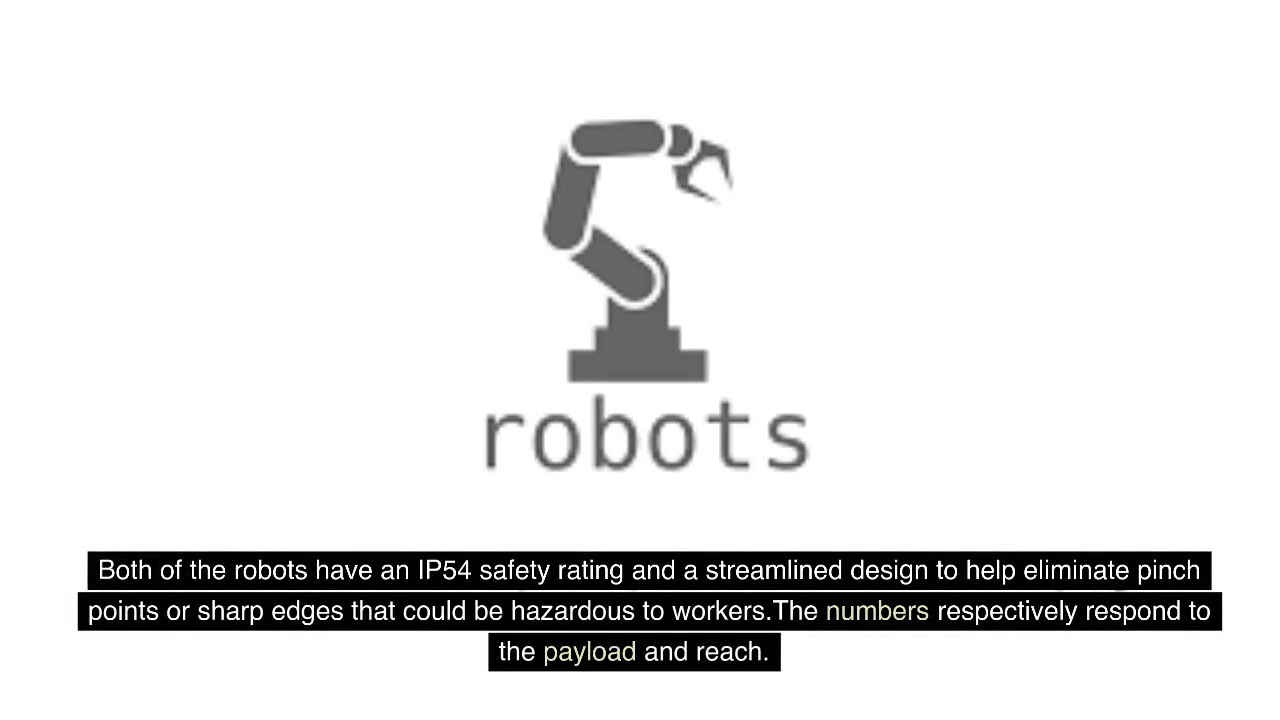 robots
Both of the robots have an IP54 safety rating and a streamlined design to help eliminate pinch
points or sharp edges that could be hazardous to workers.The numbers respectively respond to
the payload and reach.